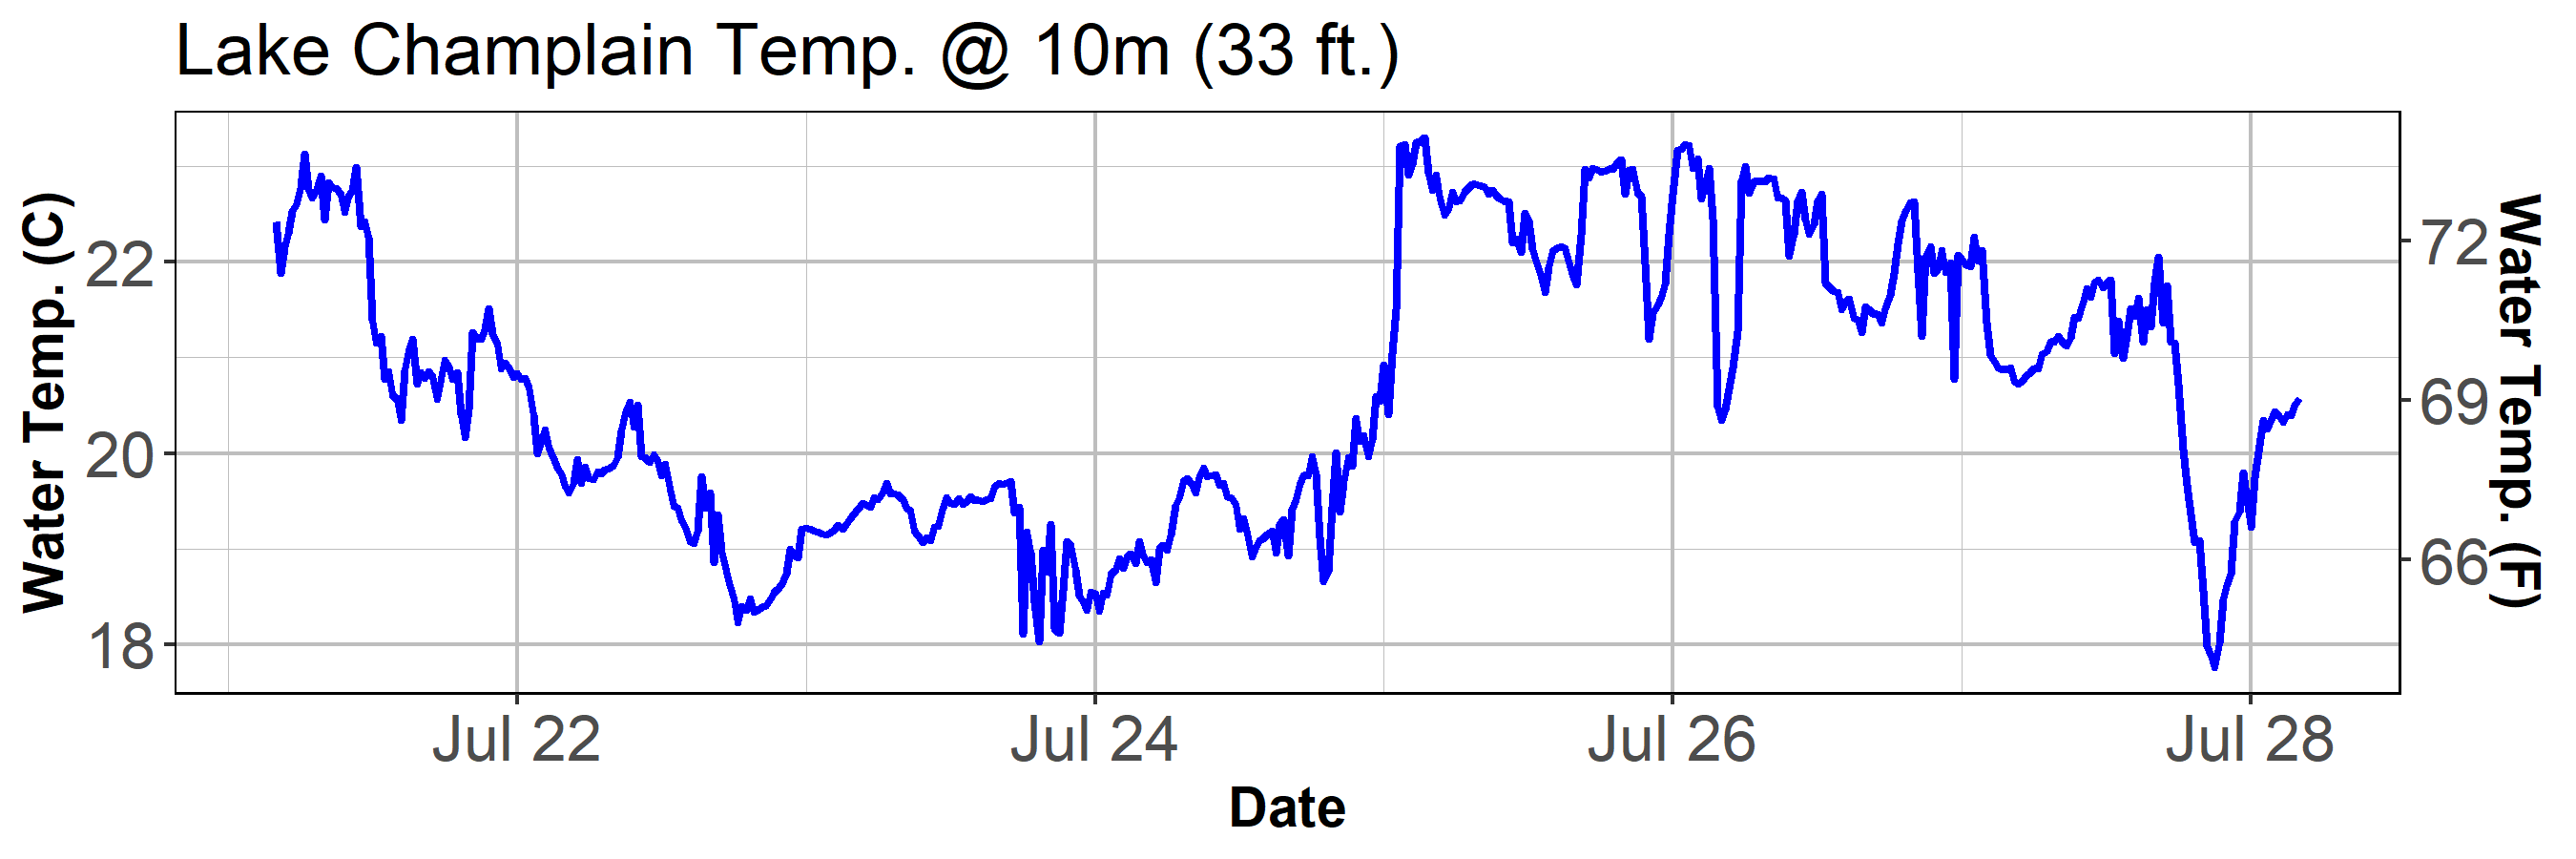 Lake Champlain Temp. @ 10m (33 ft.)
Water Temp. (C)
22
20
18
72
69
66
Water Temp. (F)
Jul 22
Jul 24
Jul 26
Jul 28
Date